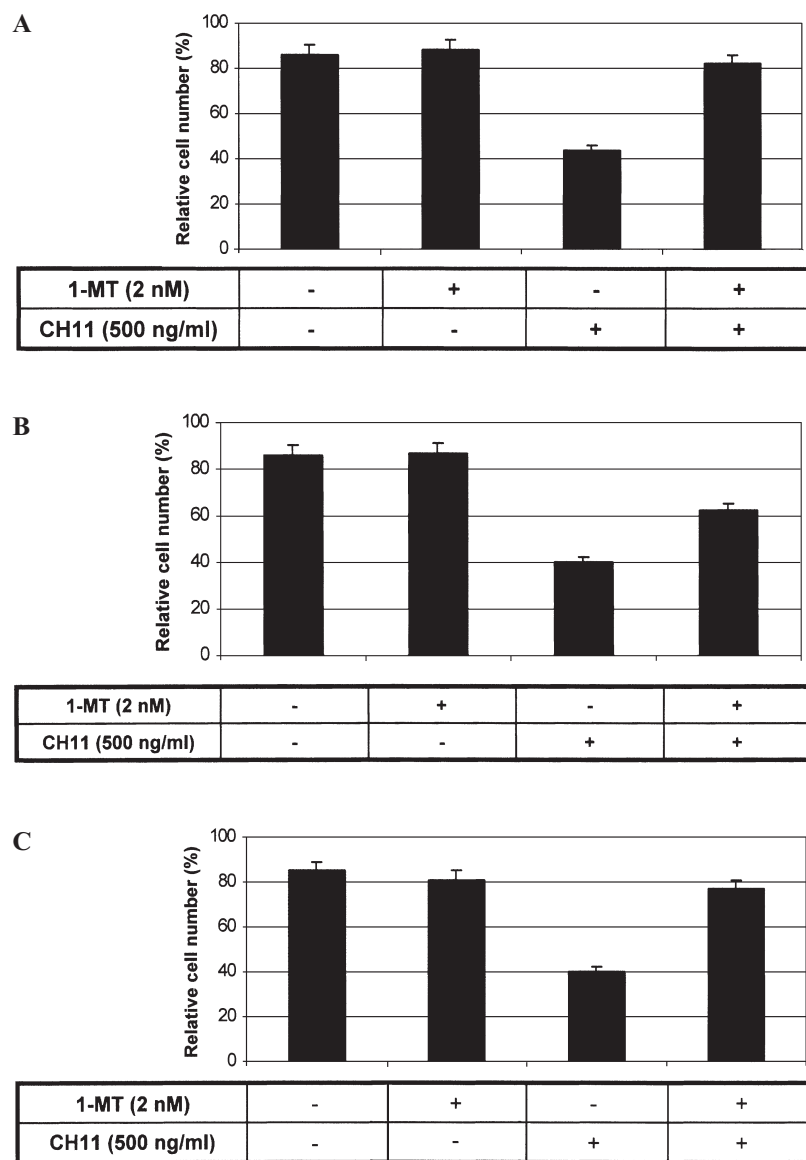 A
Relative cell number (%)
100
80
60
40
20
0
1-MT (2 nM) - + - +
CH11 (500 ng/ml) - - + +
B
Relative cell number (%)
100
80
60
40
20
0
1-MT (2 nM) - + - +
CH11 (500 ng/ml) - - + +
C
Relative cell number (%)
100
80
60
40
20
0
1-MT (2 nM) - + - +
CH11 (500 ng/ml) - - + +